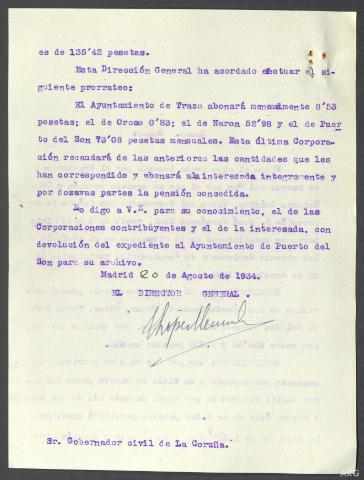 es de 135'42 pesetas.
Esta Dirección General ha acordado efectuar el si-
guiente prorrateo:
El Ayuntamiento de Trazo abonará mensualmente 8'53
pesetas; el de Oroso 0'83; el de Naron 52'98 y el de Puer
to del Son 73'08 pesetas mensuales. Esta última Corpora-
ción recaudará de las anteriores las cantidades que les
han correspondido y abonará a la interesada integramente y
por dozavas partes la pensión concedida.
Lo digo a V.E. para su conocimiento, el de las
Corporaciones contribuyentes y el de la interesada, con
devolución del expediente al Ayuntamiento de Puerto del
Son para su archivo.
Madrid 20 de Agosto de 1934.
EL DIRECTOR GENERAL.
Sr. Gobernador civil de La Coruña.
ARG